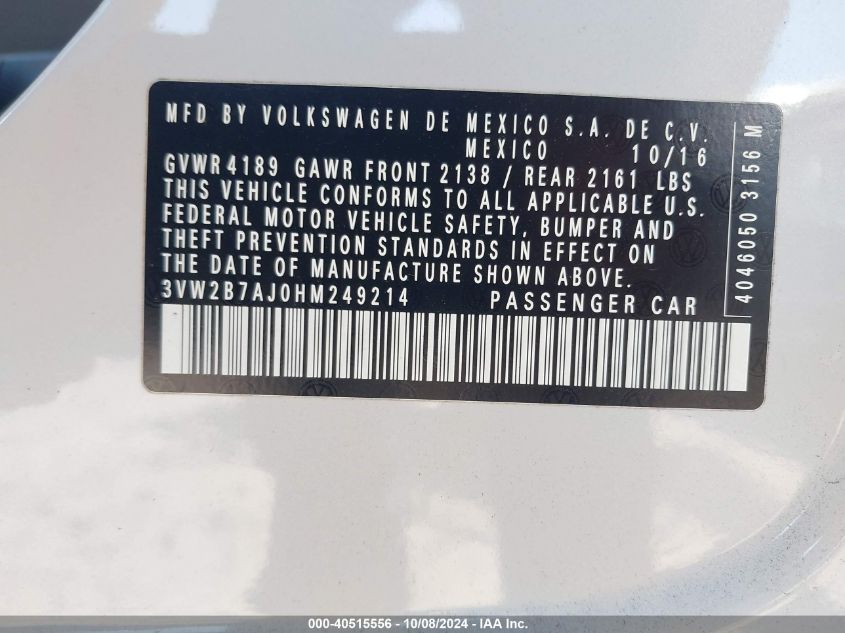 MFD BY VOLKSWAGEN DE MEXICO S.A. DE C.V.
MEXICO 10/16
GVWR 4189 GAWR FRONT 2138 / REAR 2161 LBS
THIS VEHICLE CONFORMS TO ALL APPLICABLE U.S.
FEDERAL MOTOR VEHICLE SAFETY, BUMPER AND
THEFT PREVENTION STANDARDS IN EFFECT ON
THE DATE OF MANUFACTURE SHOWN ABOVE.
3VW2B7AJ0HM249214 PASSENGER CAR
4046050 3156 M
000-40515556 - 10/08/2024 - IAA Inc.